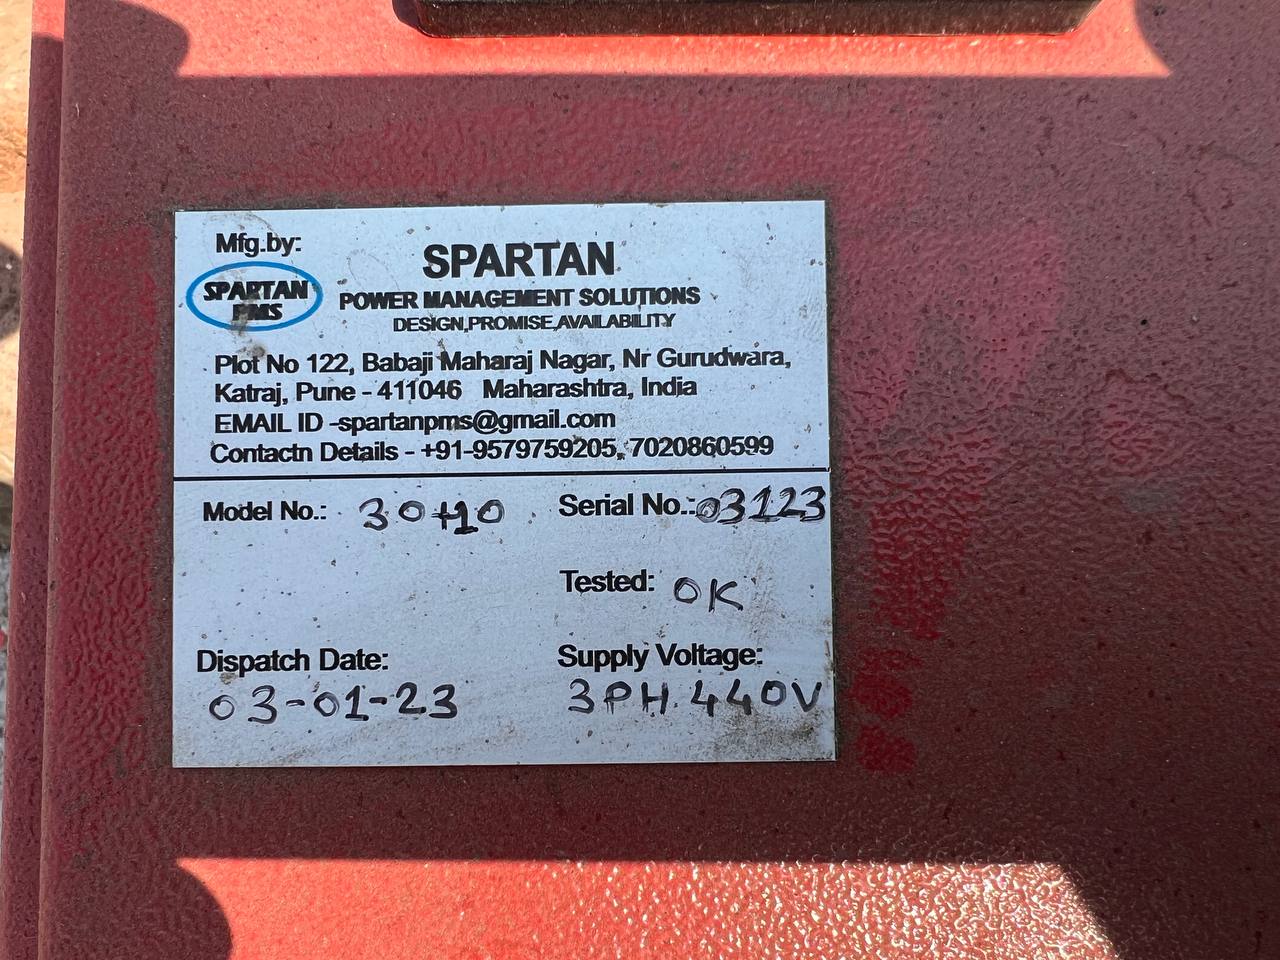 Mfg.by:
SPARTAN
PMS
SPARTAN
POWER MANAGEMENT SOLUTIONS
DESIGN,PROMISE,AVAILABILITY
Plot No 122, Babaji Maharaj Nagar, Nr Gurudwara,
Katraj, Pune - 411046 Maharashtra, India
EMAIL ID -spartanpms@gmail.com
Contactn Details - +91-9579759205, 7020860599
Model No.: 30+10 Serial No.: 03123
Tested: OK
Dispatch Date: Supply Voltage:
03-01-23 3PH 440V